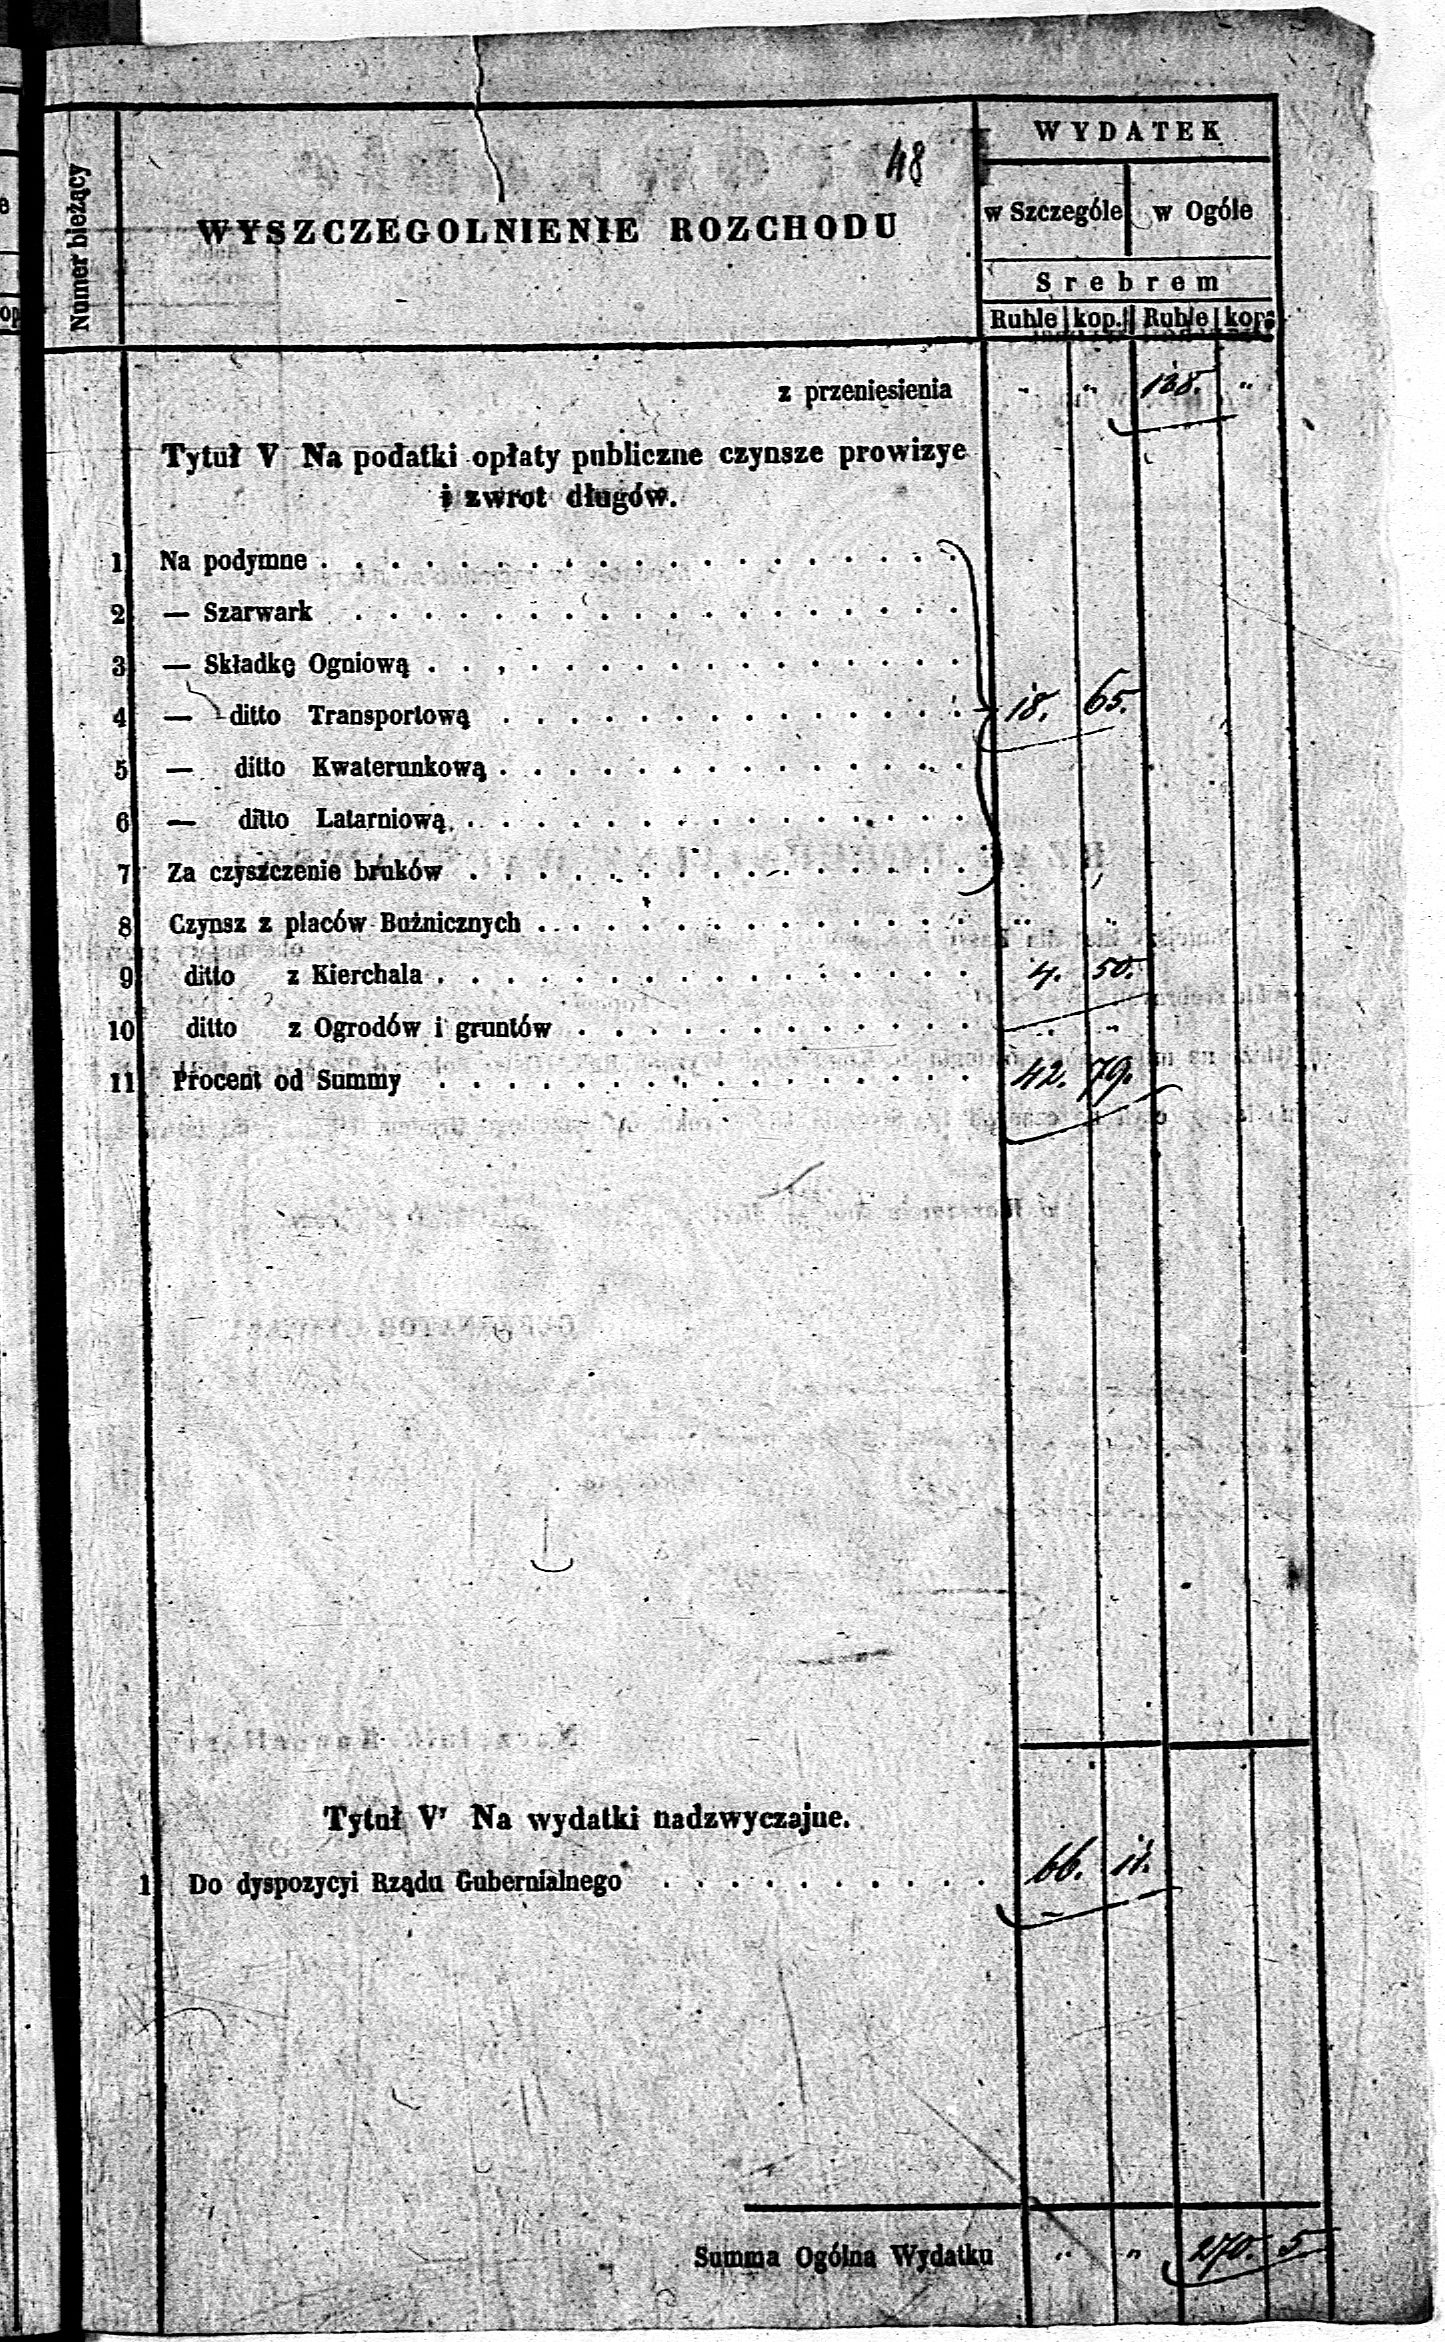 48
Numer bieżący
WYSZCZEGOLNIENIE ROZCHODU
WYDATEK
w Szczególe w Ogóle
Srebrem
Ruble kop. Ruble kop.
z przeniesienia " " 138. "
Tytuł V Na podatki opłaty publiczne czynsze prowizye
i zwrot długów.
1 Na podymne
2 — Szarwark
3 — Składkę Ogniową
4 — ditto Transportową 18. 65.
5 — ditto Kwaterunkową
6 — ditto Latarniową
7 Za czyszczenie bruków
8 Czynsz z placów Bużnicznych " "
9 ditto z Kierchala 4. 50.
10 ditto z Ogrodów i gruntów " "
11 Procent od Summy 42. 79.
Tytuł V' Na wydatki nadzwyczajne.
1 Do dyspozycyi Rządu Gubernialnego 66. 11.
Summa Ogólna Wydatku " " 270. 5